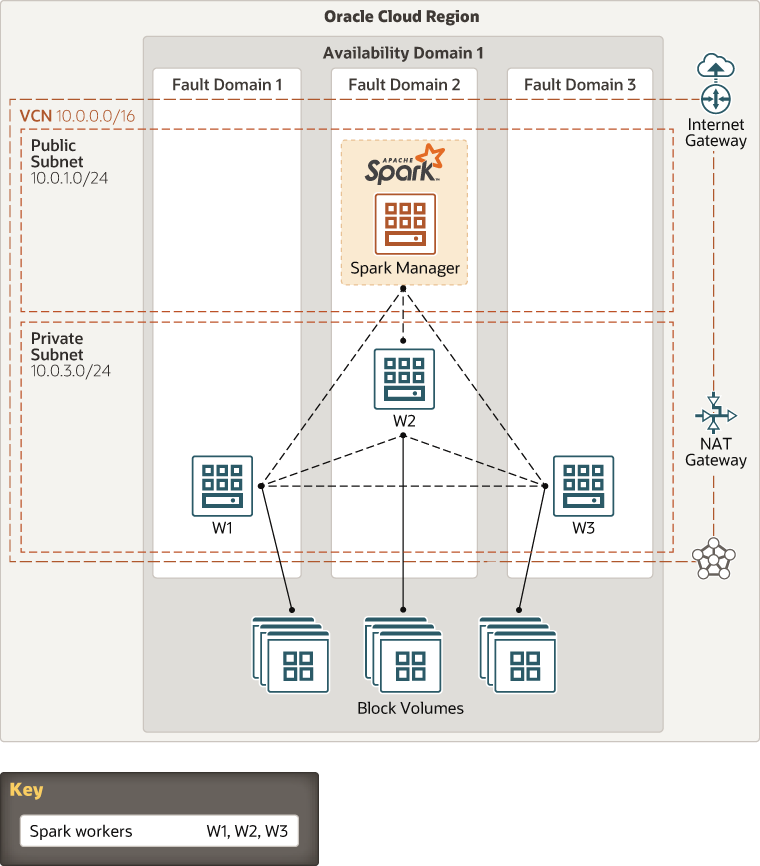 Oracle Cloud Region
Availability Domain 1
Fault Domain 1
Fault Domain 2
Fault Domain 3
VCN 10.0.0.0/16
Internet
Gateway
Public
Subnet
10.0.1.0/24
APACHE
Spark™
Spark Manager
Private
Subnet
10.0.3.0/24
W2
NAT
Gateway
W1
W3
Block Volumes
Key
Spark workers W1, W2, W3